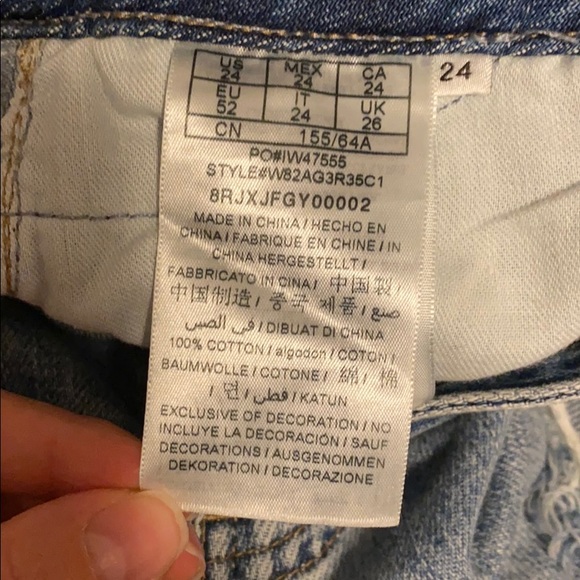 US MEX CA
24 24 24
EU IT UK
52 24 26
CN 155/64A
24
PO#IW47555
STYLE#W82AG3R35C1
8RJXJFGY00002
MADE IN CHINA / HECHO EN
CHINA / FABRIQUE EN CHINE / IN
CHINA HERGESTELLT /
FABBRICATO IN CINA / 中国製 /
中国制造 / 중국 제품 / صنع
في الصين / DIBUAT DI CHINA
100% COTTON / algodon / COTON /
BAUMWOLLE / COTONE / 綿 / 棉
/ 면 / قطن / KATUN
EXCLUSIVE OF DECORATION / NO
INCLUYE LA DECORACIÓN / SAUF
DECORATIONS / AUSGENOMMEN
DEKORATION / DECORAZIONE